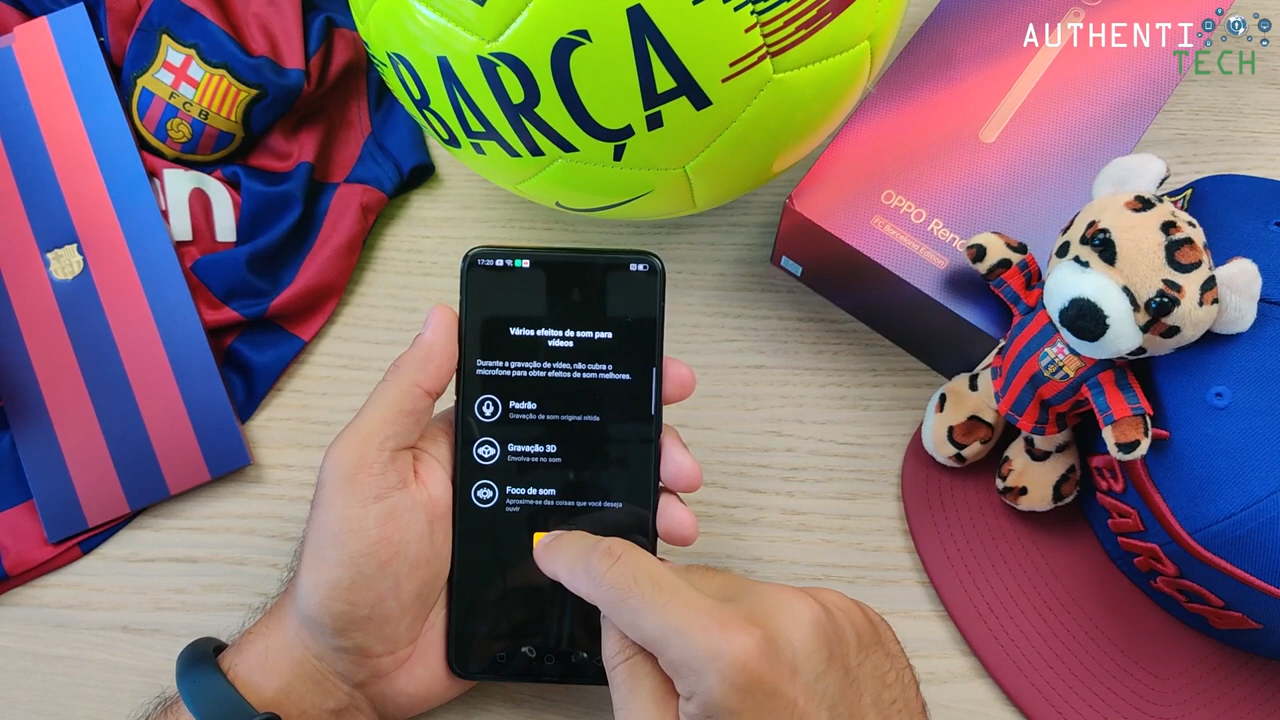 AUTHENTI
TECH
FCB
BARÇA
n
OPPO Reno
FC Barcelona Edition
17:20
Vários efeitos de som para
vídeos
Durante a gravação de vídeo, não cubra o
microfone para obter efeitos de som melhores.
Padrão
Gravação de som original nítida
Gravação 3D
Envolva-se no som
Foco de som
Aproxime-se das coisas que você deseja
ouvir
BARÇA